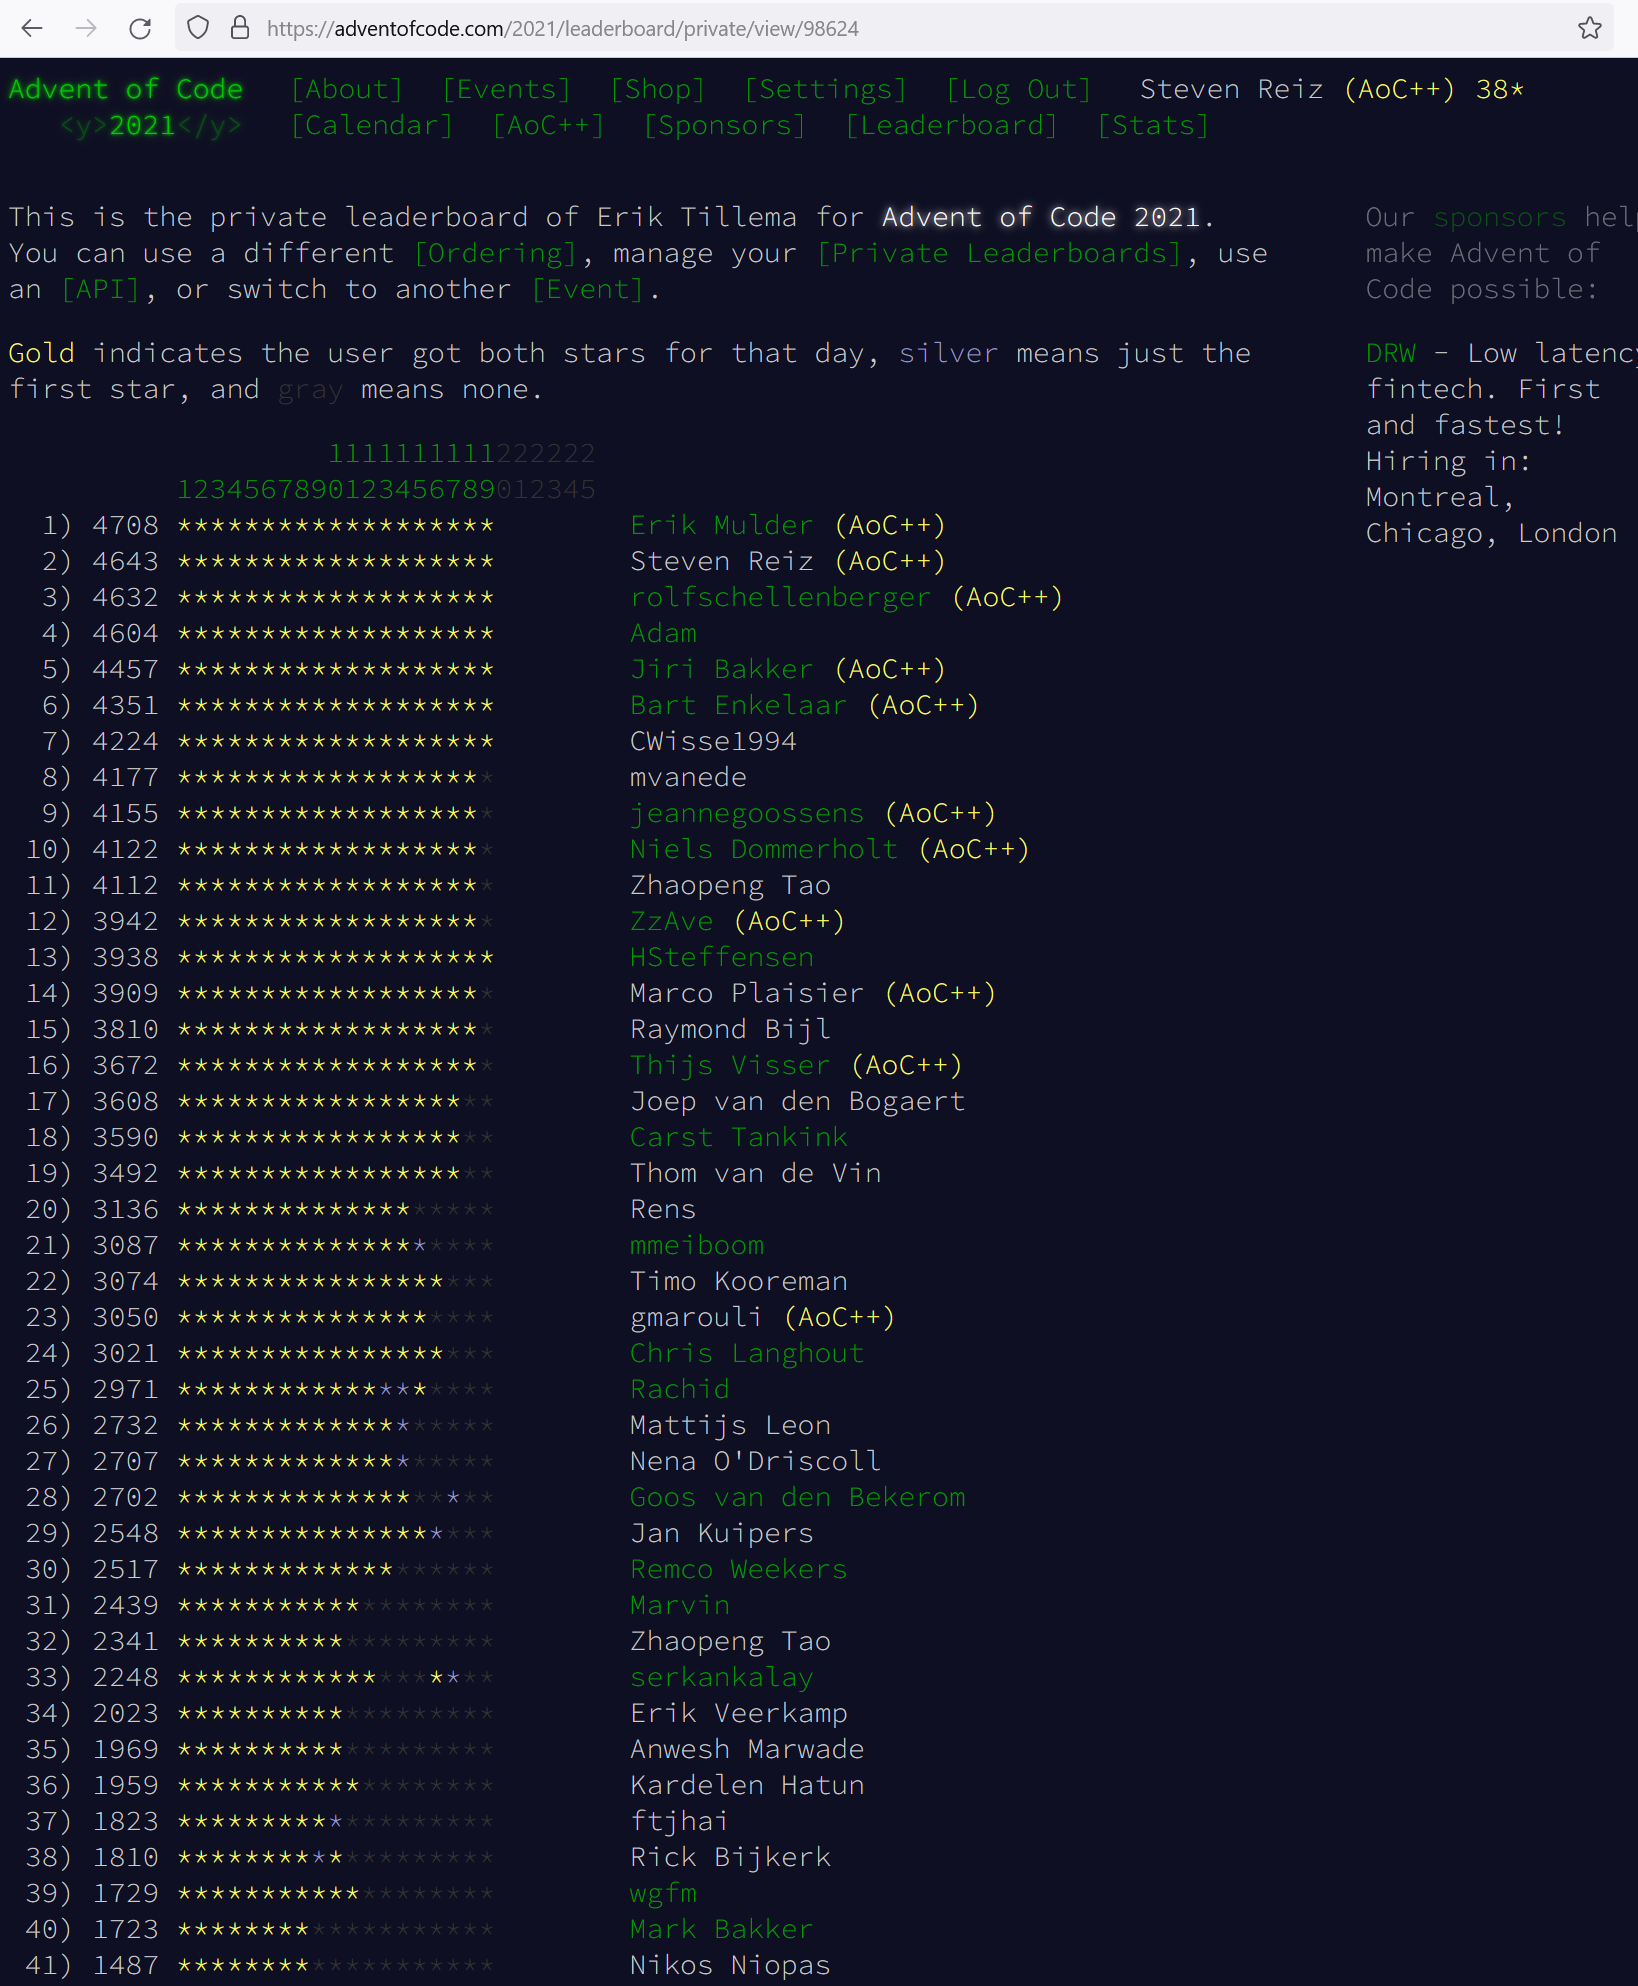 https://adventofcode.com/2021/leaderboard/private/view/98624
Advent of Code [About] [Events] [Shop] [Settings] [Log Out] Steven Reiz (AoC++) 38*
<y>2021</y> [Calendar] [AoC++] [Sponsors] [Leaderboard] [Stats]
This is the private leaderboard of Erik Tillema for Advent of Code 2021.
You can use a different [Ordering], manage your [Private Leaderboards], use
an [API], or switch to another [Event].
Gold indicates the user got both stars for that day, silver means just the
first star, and gray means none.
1111111111222222
1234567890123456789012345
1) 4708 ******************* Erik Mulder (AoC++)
2) 4643 ******************* Steven Reiz (AoC++)
3) 4632 ******************* rolfschellenberger (AoC++)
4) 4604 ******************* Adam
5) 4457 ******************* Jiri Bakker (AoC++)
6) 4351 ******************* Bart Enkelaar (AoC++)
7) 4224 ******************* CWisse1994
8) 4177 ******************* mvanede
9) 4155 ******************* jeannegoossens (AoC++)
10) 4122 ******************* Niels Dommerholt (AoC++)
11) 4112 ******************* Zhaopeng Tao
12) 3942 ******************* ZzAve (AoC++)
13) 3938 ******************* HSteffensen
14) 3909 ******************* Marco Plaisier (AoC++)
15) 3810 ******************* Raymond Bijl
16) 3672 ******************* Thijs Visser (AoC++)
17) 3608 ******************* Joep van den Bogaert
18) 3590 ******************* Carst Tankink
19) 3492 ******************* Thom van de Vin
20) 3136 ******************* Rens
21) 3087 ******************* mmeiboom
22) 3074 ******************* Timo Kooreman
23) 3050 ******************* gmarouli (AoC++)
24) 3021 ******************* Chris Langhout
25) 2971 ******************* Rachid
26) 2732 ******************* Mattijs Leon
27) 2707 ******************* Nena O'Driscoll
28) 2702 ******************* Goos van den Bekerom
29) 2548 ******************* Jan Kuipers
30) 2517 ******************* Remco Weekers
31) 2439 ******************* Marvin
32) 2341 ******************* Zhaopeng Tao
33) 2248 ******************* serkankalay
34) 2023 ******************* Erik Veerkamp
35) 1969 ******************* Anwesh Marwade
36) 1959 ******************* Kardelen Hatun
37) 1823 ******************* ftjhai
38) 1810 ******************* Rick Bijkerk
39) 1729 ******************* wgfm
40) 1723 ******************* Mark Bakker
41) 1487 ******************* Nikos Niopas
Our sponsors help
make Advent of
Code possible:
DRW - Low latency
fintech. First
and fastest!
Hiring in:
Montreal,
Chicago, London